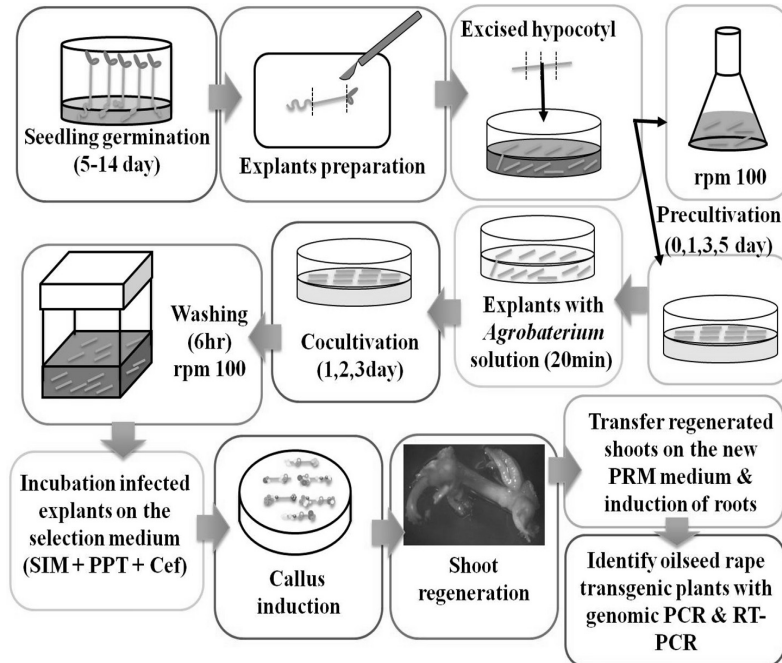 Seedling germination
(5-14 day)
Explants preparation
Excised hypocotyl
rpm 100
Precultivation
(0,1,3,5 day)
Explants with
Agrobaterium
solution (20min)
Cocultivation
(1,2,3day)
Washing
(6hr)
rpm 100
Incubation infected
explants on the
selection medium
(SIM + PPT + Cef)
Callus
induction
Shoot
regeneration
Transfer regenerated
shoots on the new
PRM medium &
induction of roots
Identify oilseed rape
transgenic plants with
genomic PCR & RT-
PCR